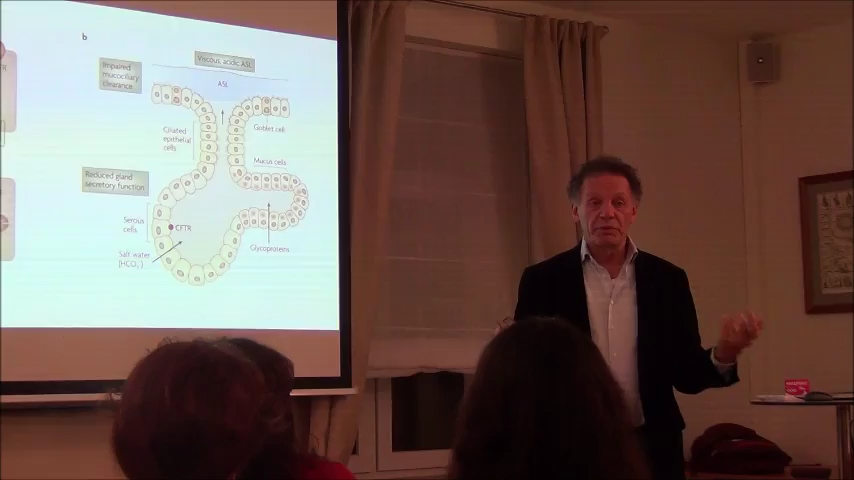 b
Viscous, acidic ASL
Impaired
mucociliary
clearance
ASL
Ciliated
epithelial
cells
Goblet cell
Mucus cells
Reduced gland
secretory function
Serous
cells
CFTR
Salt water
(HCO₃⁻)
Glycoproteins